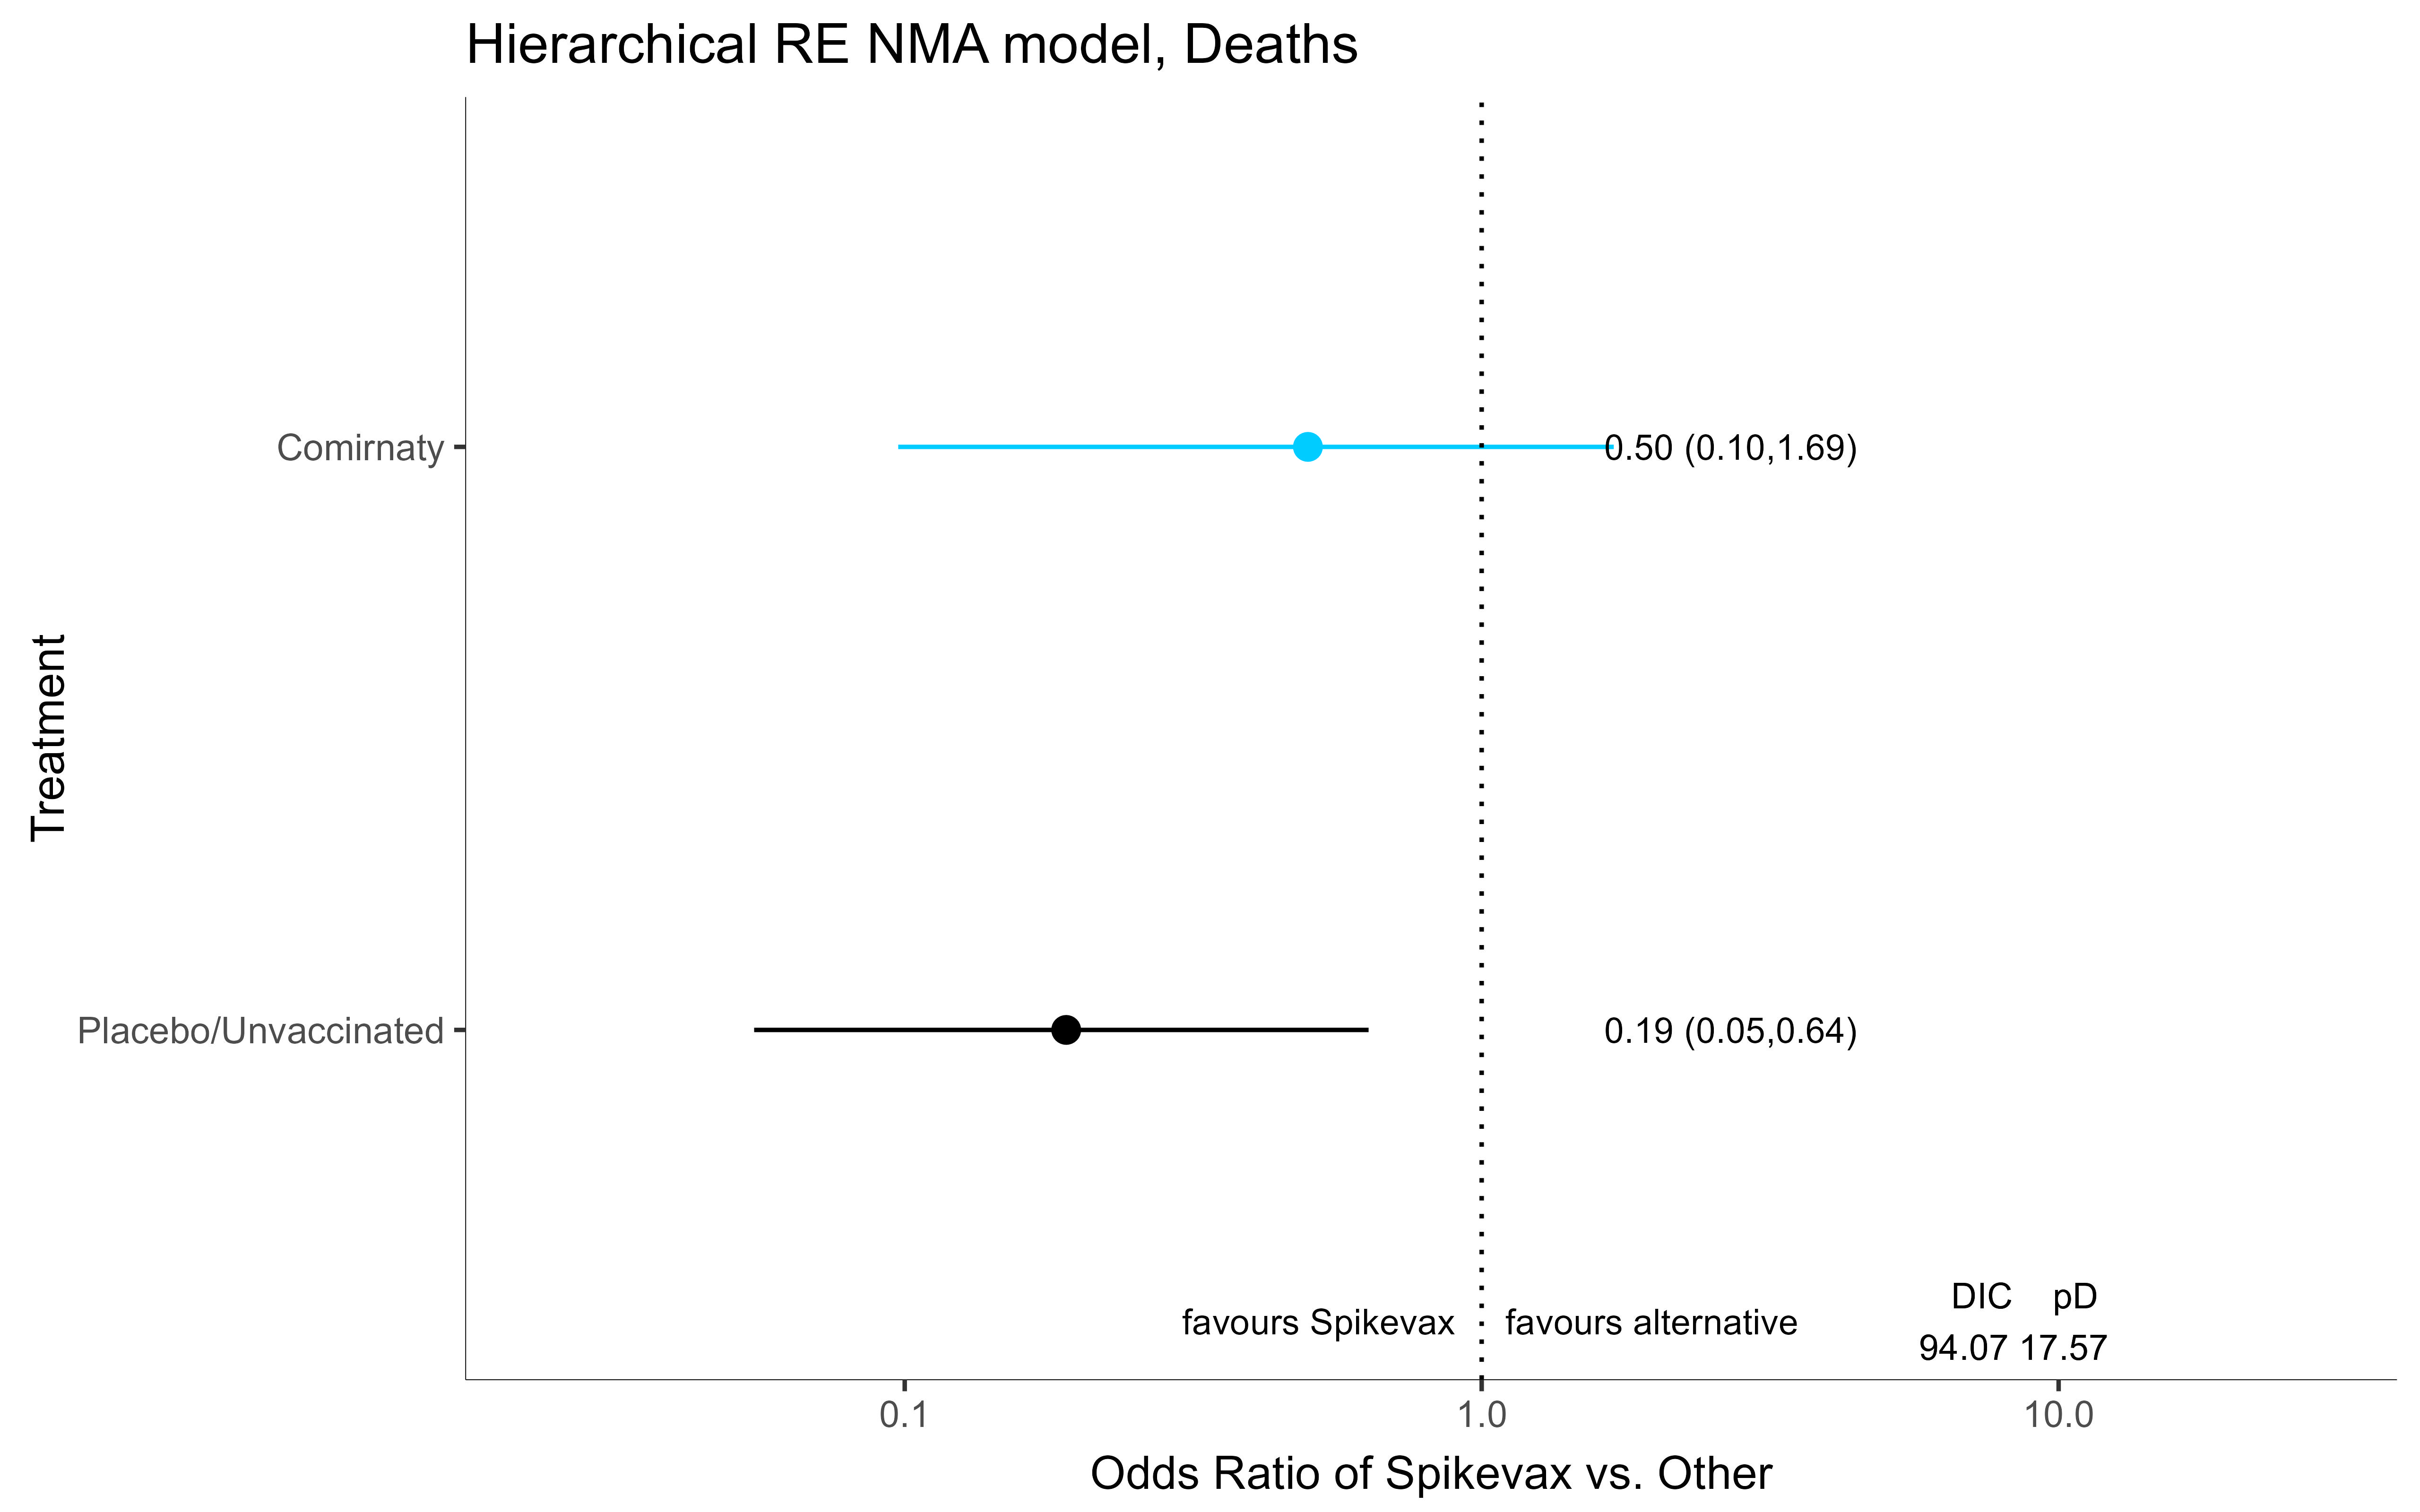 Hierarchical RE NMA model, Deaths
Treatment
Comirnaty
0.50 (0.10,1.69)
Placebo/Unvaccinated
0.19 (0.05,0.64)
favours Spikevax
favours alternative
DIC pD
94.07 17.57
0.1
1.0
10.0
Odds Ratio of Spikevax vs. Other